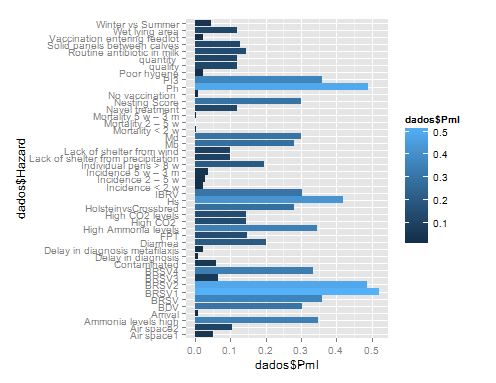 Winter vs Summer
Wet lying area
Vaccination entering feedlot
Solid panels between calves
Routine antibiotic in milk
quantity
quality
Poor hygene
PI3
Ph
No vaccination
Nesting Score
Navel treatment
Mortality 5 w – 3 m
Mortality 2 – 5 w
Mortality < 2 w
Md
Mb
Lack of shelter from wind
Lack of shelter from precipitation
Individual pens > 8 w
Incidence 5 w – 3 m
Incidence 2 – 5 w
Incidence < 2 w
IBRV
Hs
HolsteinvsCrossbred
High CO2 levels
High CO2
High Ammonia levels
FPT
Diarrhea
Delay in diagnosis metafilaxis
Delay in diagnosis
Contaminated
BRSV4
BRSV3
BRSV2
BRSV1
BRSV
BDV
Arrival
Ammonia levels high
Air space2
Air space1
dados$Hazard
0.0 0.1 0.2 0.3 0.4 0.5
dados$PmI
dados$PmI
0.5
0.4
0.3
0.2
0.1